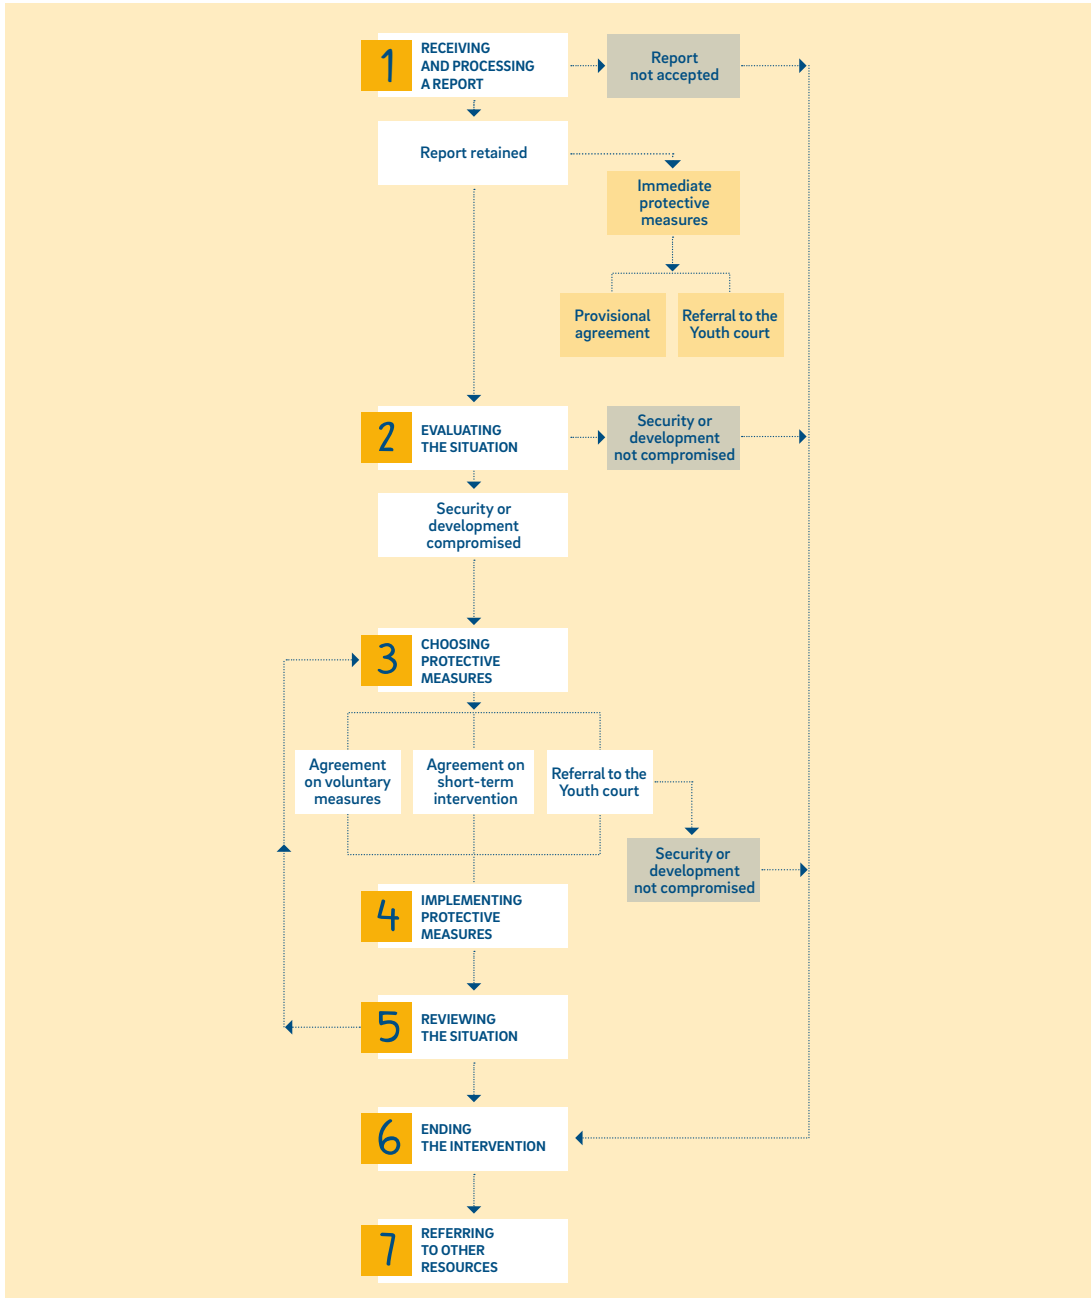 1
RECEIVING
AND PROCESSING
A REPORT
Report
not accepted
Report retained
Immediate
protective
measures
Provisional
agreement
Referral to the
Youth court
2
EVALUATING
THE SITUATION
Security or
development
not compromised
Security or
development
compromised
3
CHOOSING
PROTECTIVE
MEASURES
Agreement
on voluntary
measures
Agreement on
short-term
intervention
Referral to the
Youth court
Security or
development
not compromised
4
IMPLEMENTING
PROTECTIVE
MEASURES
5
REVIEWING
THE SITUATION
6
ENDING
THE INTERVENTION
7
REFERRING
TO OTHER
RESOURCES